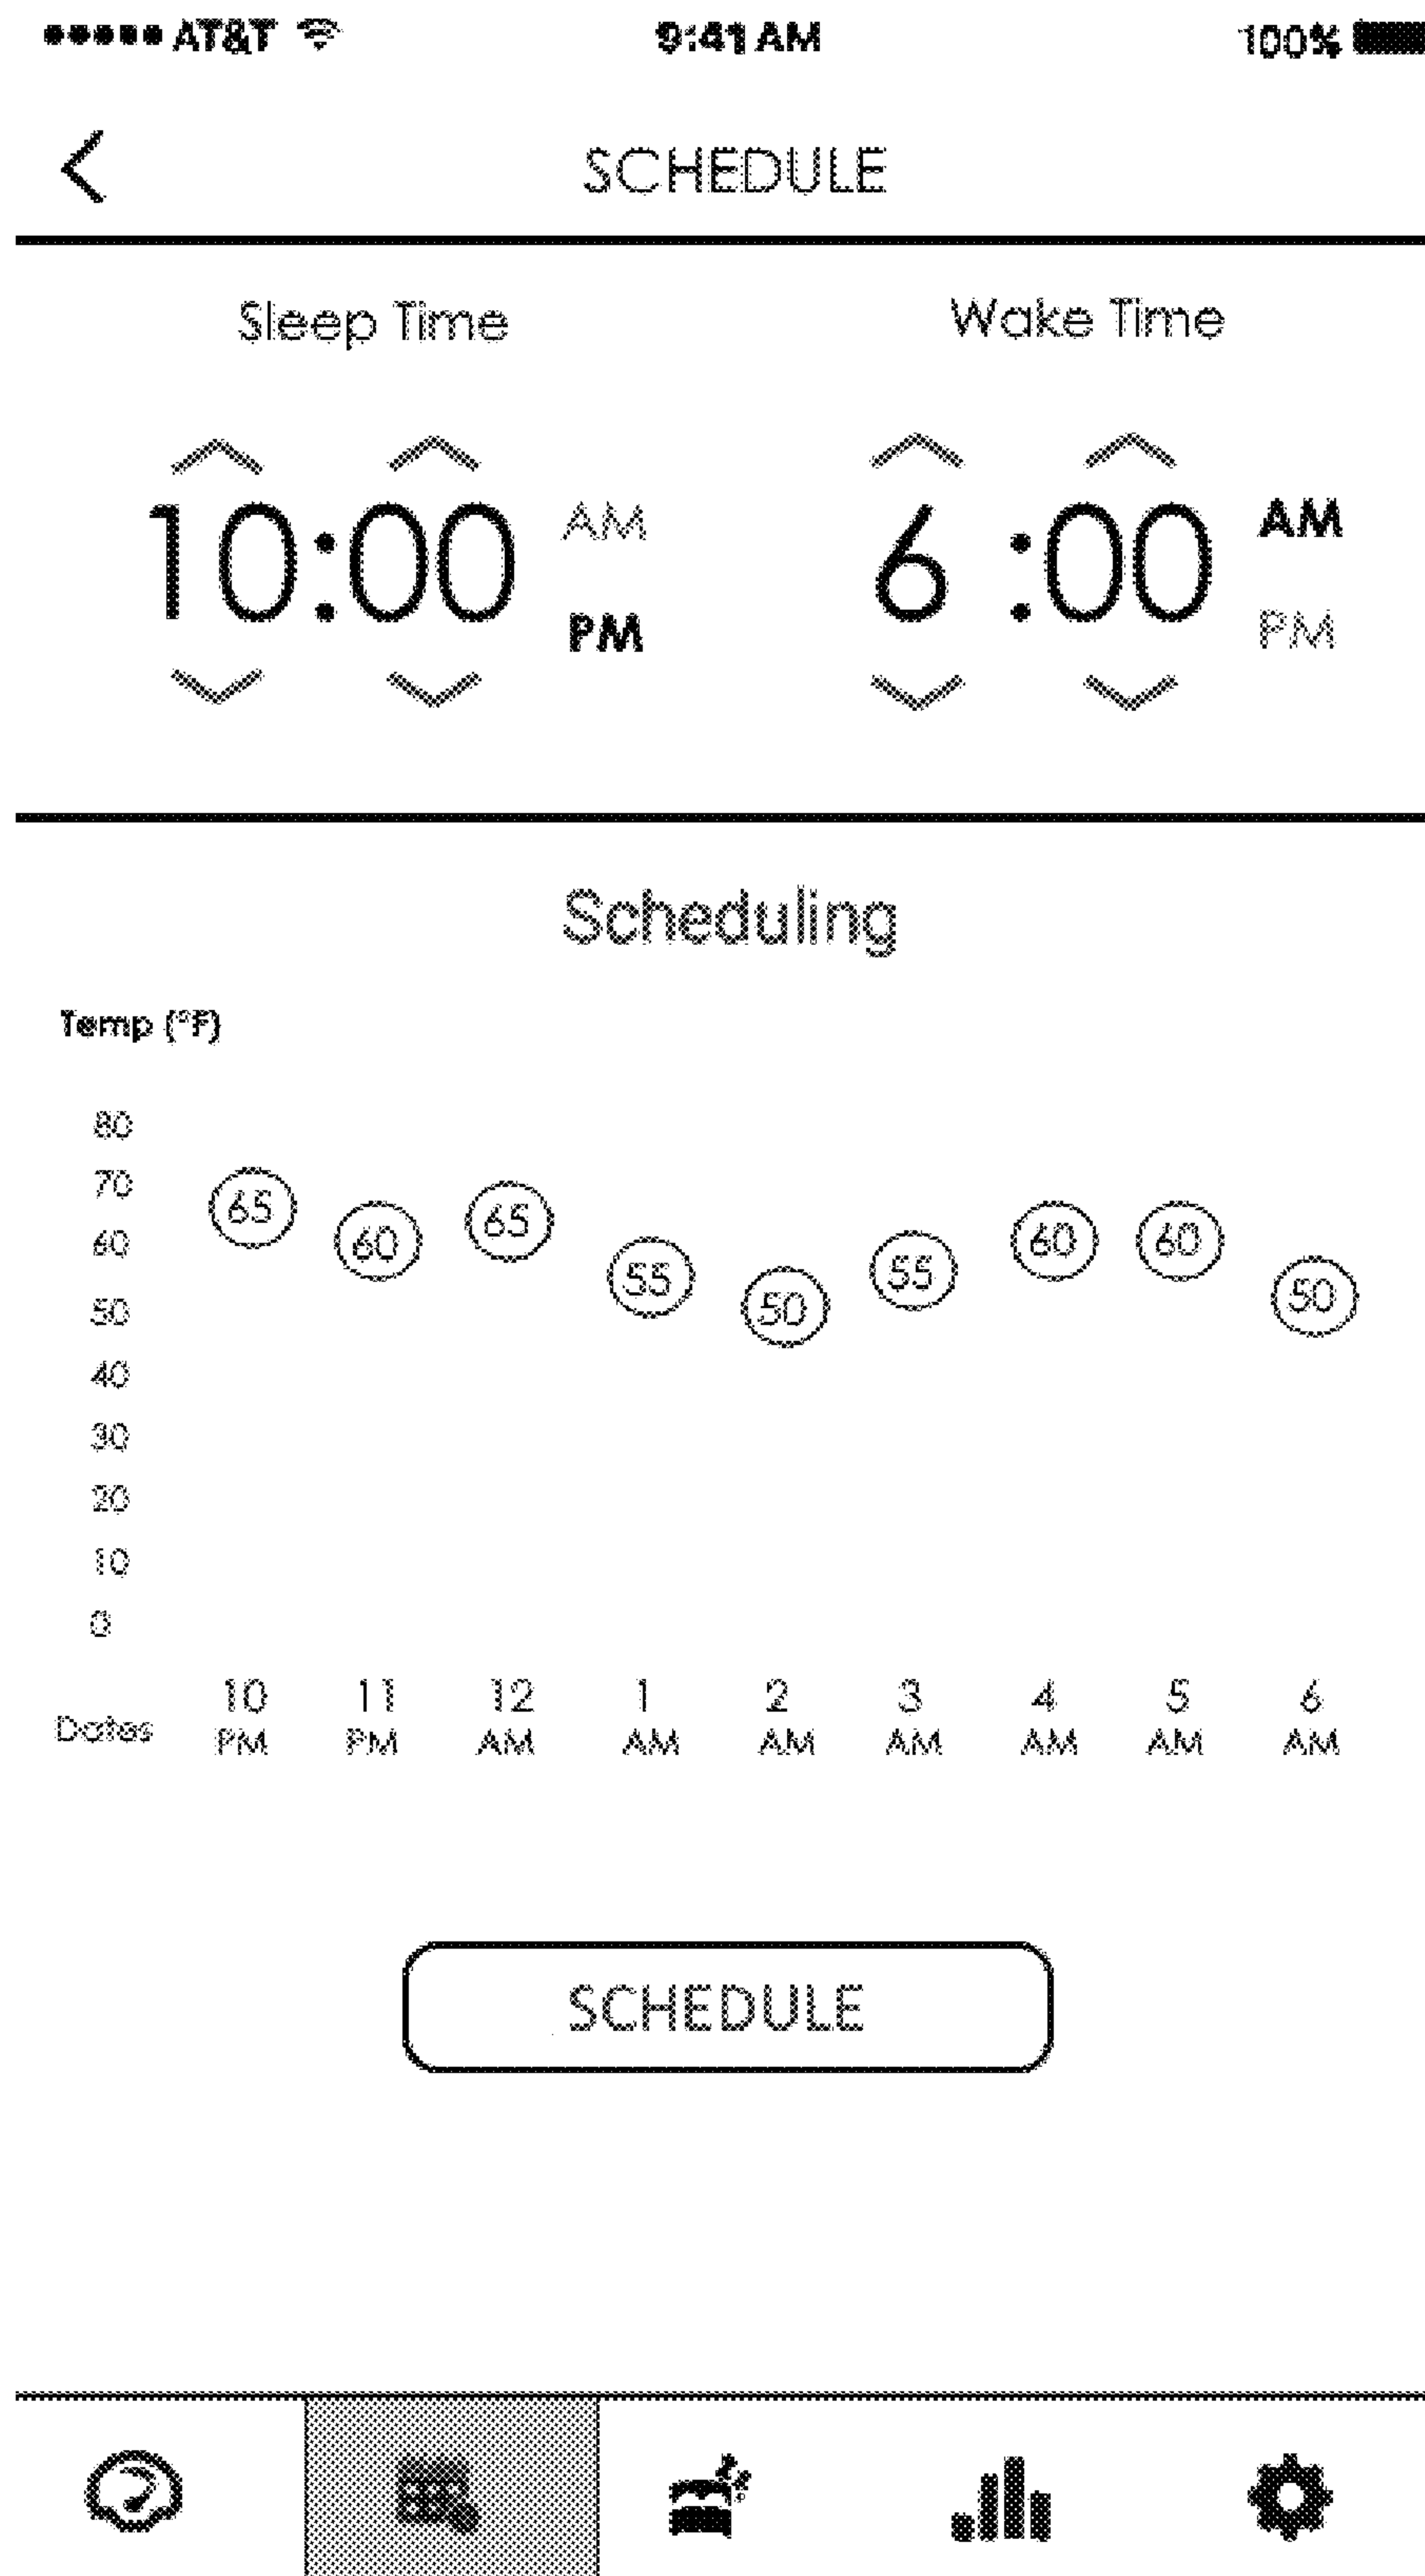 AT&T 9:41 AM 100%
SCHEDULE
Sleep Time Wake Time
10:00 AM PM 6:00 AM PM
Scheduling
Temp (°F)
80
70
60
50
40
30
20
10
0
65 60 65 55 50 55 60 60 50
Dates 10 PM 11 PM 12 AM 1 AM 2 AM 3 AM 4 AM 5 AM 6 AM
SCHEDULE